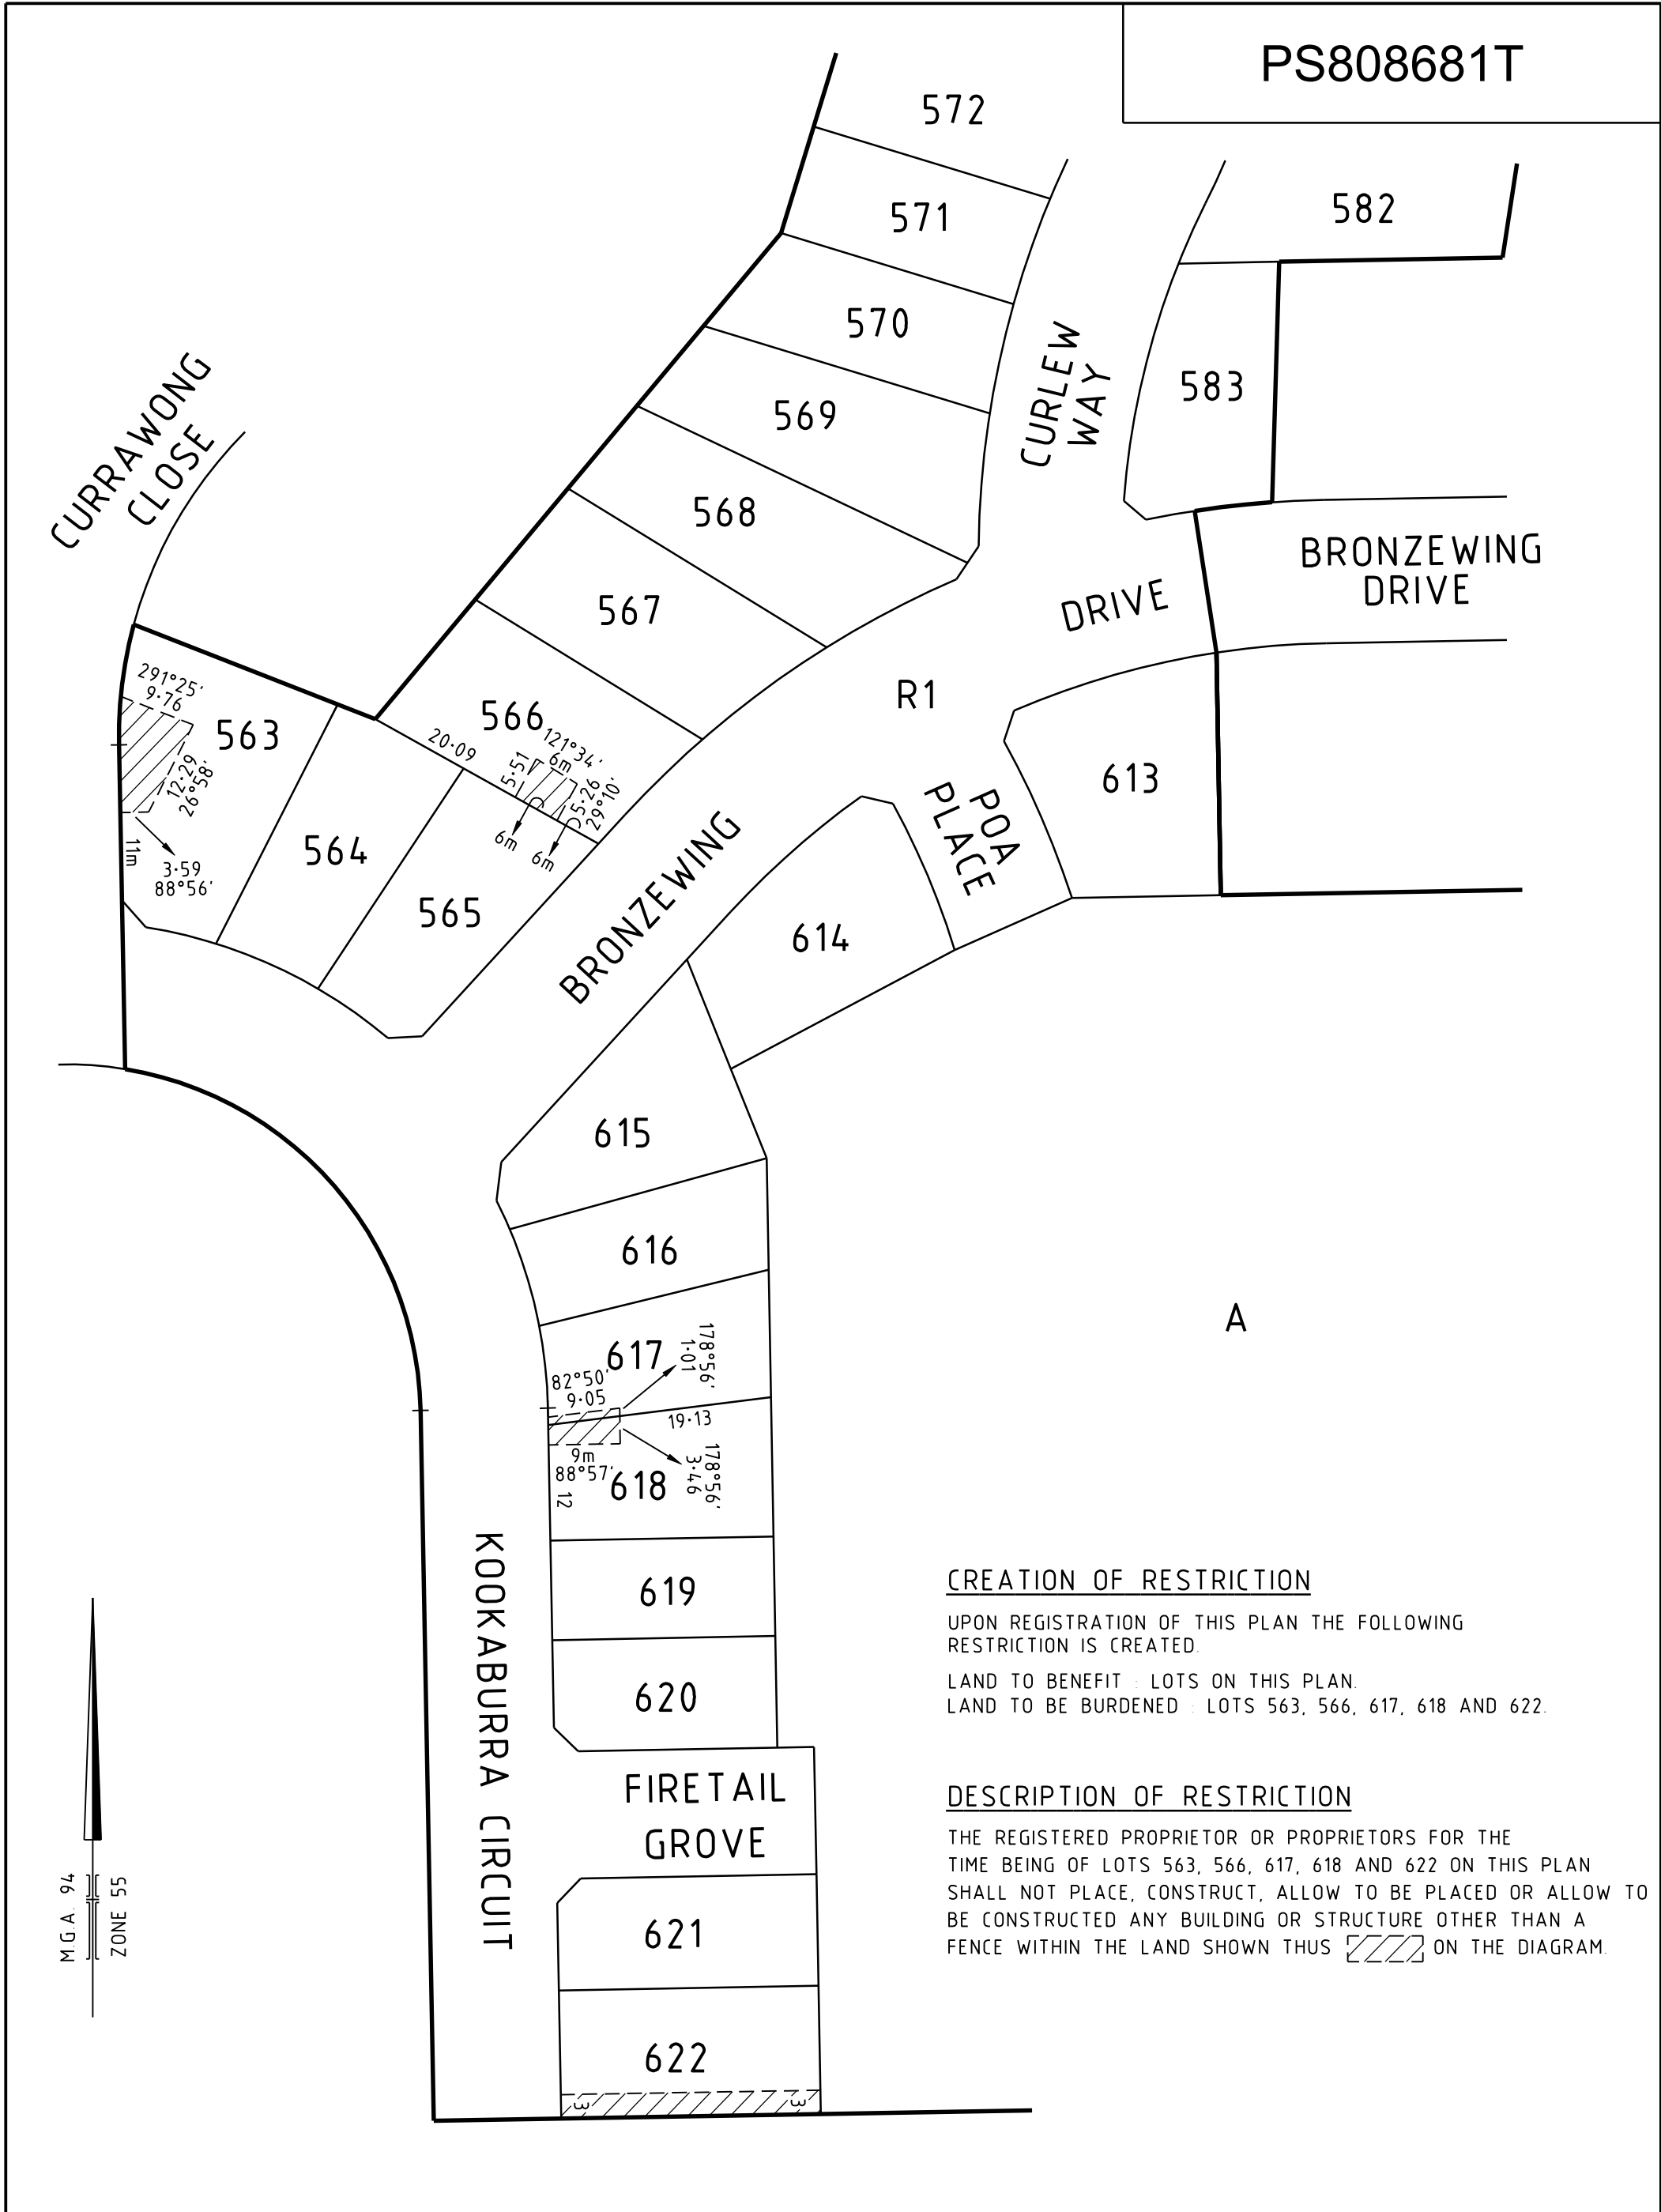 PS808681T
572
571
582
570
583
569
CURLEW
WAY
CURRAWONG
CLOSE
568
BRONZEWING
DRIVE
567
DRIVE
291°25'
9·76
563
12·29
26°58'
11m
3·59
88°56'
566
20·09
121°34'
6m
5·51
5·26
29°10'
6m
6m
R1
613
POA
PLACE
564
565
BRONZEWING
614
615
616
A
617
178°56'
1·01
82°50'
9·05
19·13
9m
88°57'
12
618
178°56'
3·46
KOOKABURRA CIRCUIT
619
620
FIRETAIL
GROVE
621
622
3
3
M.G.A. 94
ZONE 55
CREATION OF RESTRICTION
UPON REGISTRATION OF THIS PLAN THE FOLLOWING
RESTRICTION IS CREATED.
LAND TO BENEFIT : LOTS ON THIS PLAN.
LAND TO BE BURDENED : LOTS 563, 566, 617, 618 AND 622.
DESCRIPTION OF RESTRICTION
THE REGISTERED PROPRIETOR OR PROPRIETORS FOR THE
TIME BEING OF LOTS 563, 566, 617, 618 AND 622 ON THIS PLAN
SHALL NOT PLACE, CONSTRUCT, ALLOW TO BE PLACED OR ALLOW TO
BE CONSTRUCTED ANY BUILDING OR STRUCTURE OTHER THAN A
FENCE WITHIN THE LAND SHOWN THUS ON THE DIAGRAM.